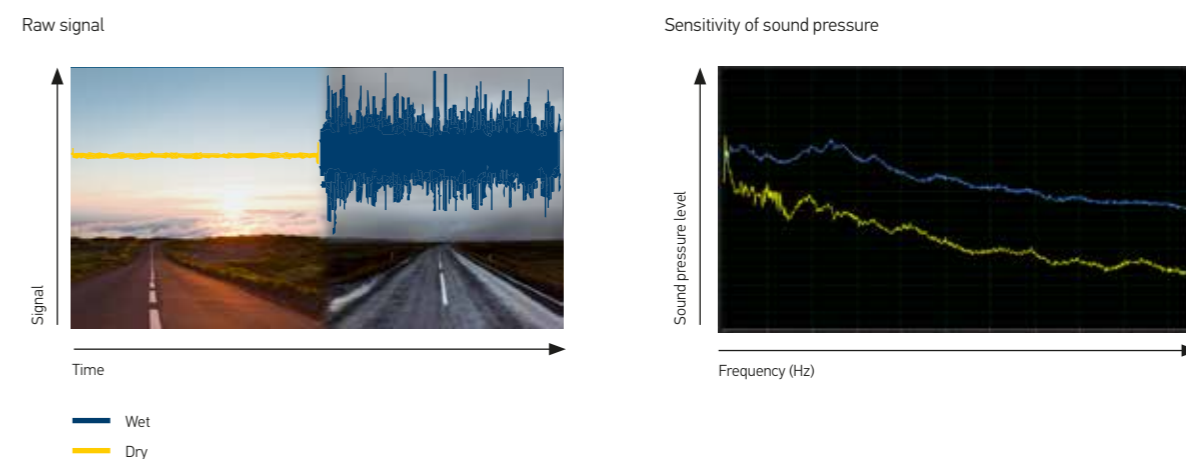 Raw signal
Sensitivity of sound pressure
Signal
Time
Sound pressure level
Frequency (Hz)
Wet
Dry